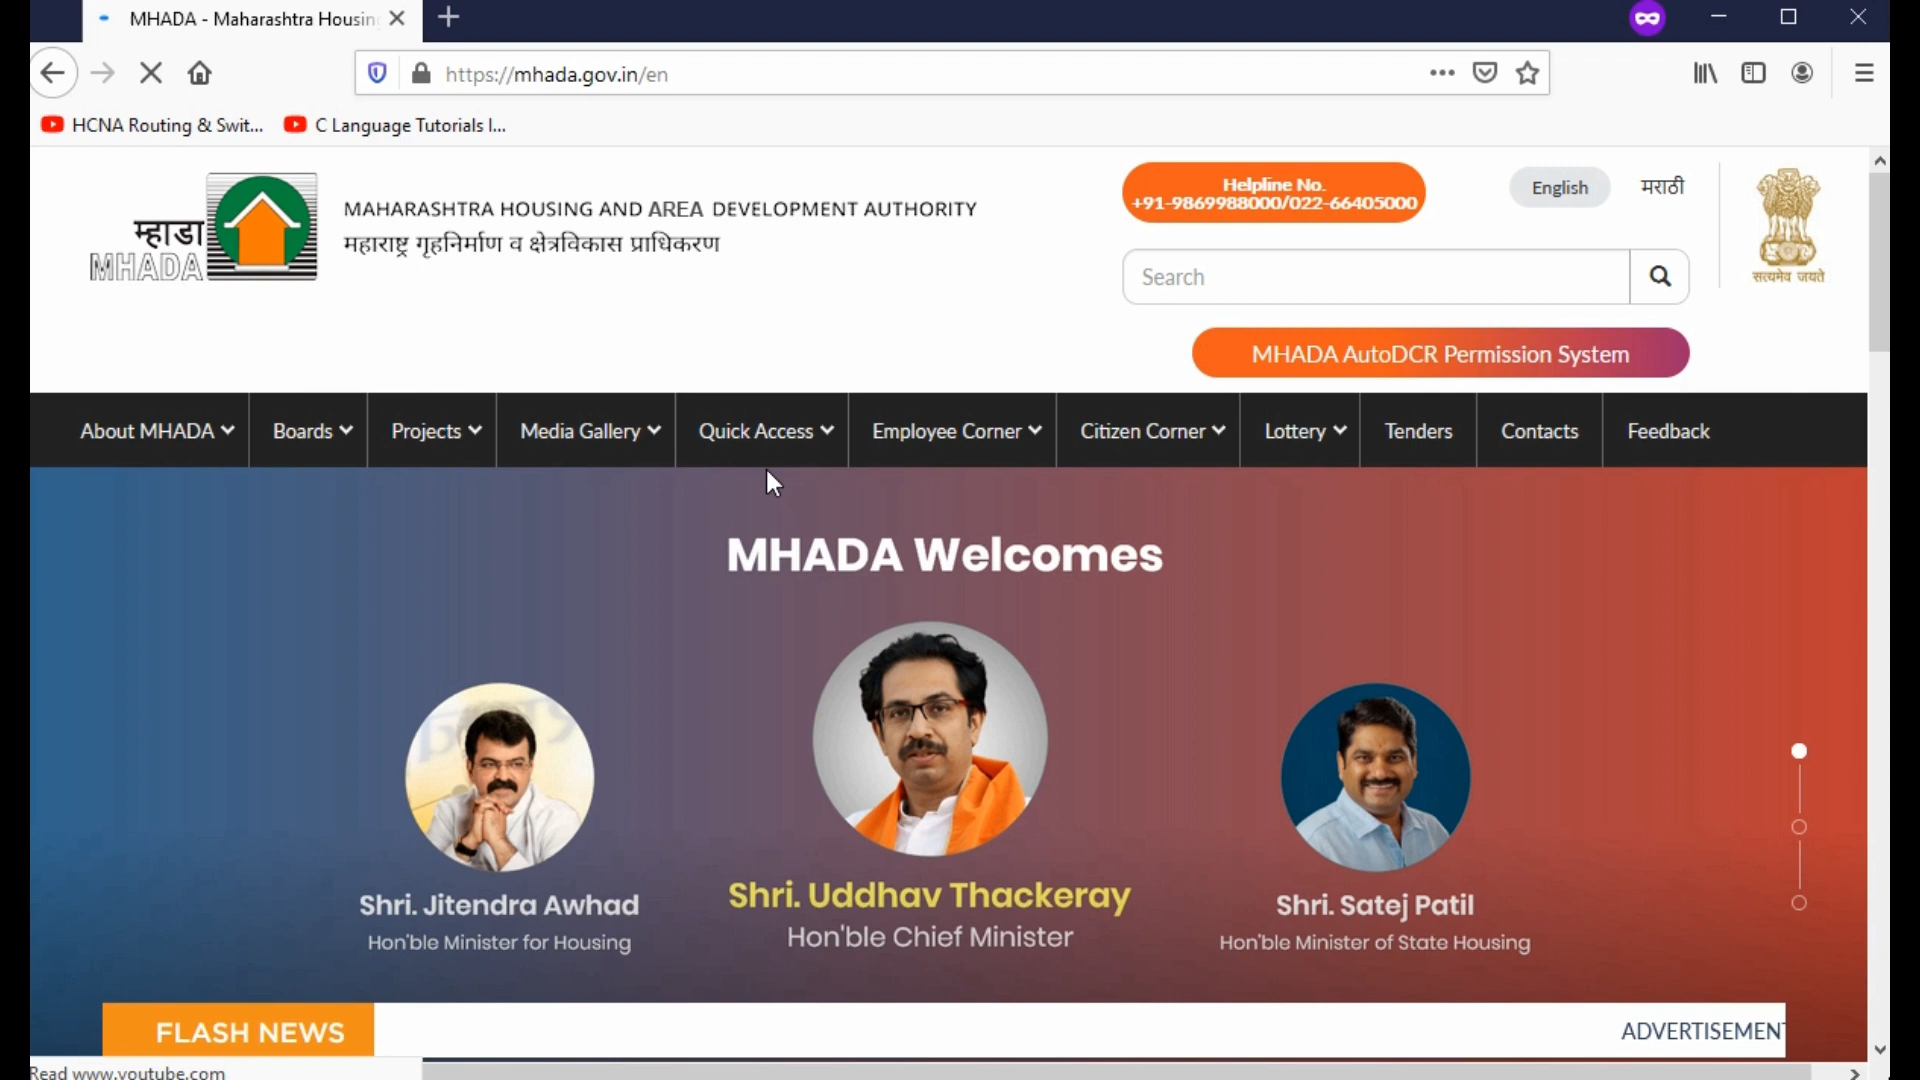 MHADA - Maharashtra Housin
https://mhada.gov.in/en
HCNA Routing & Swit...
C Language Tutorials I...
म्हाडा
MHADA
MAHARASHTRA HOUSING AND AREA DEVELOPMENT AUTHORITY
महाराष्ट्र गृहनिर्माण व क्षेत्रविकास प्राधिकरण
Helpline No.
+91-9869988000/022-66405000
English
मराठी
सत्यमेव जयते
Search
MHADA AutoDCR Permission System
About MHADA
Boards
Projects
Media Gallery
Quick Access
Employee Corner
Citizen Corner
Lottery
Tenders
Contacts
Feedback
MHADA Welcomes
Shri. Jitendra Awhad
Hon'ble Minister for Housing
Shri. Uddhav Thackeray
Hon'ble Chief Minister
Shri. Satej Patil
Hon'ble Minister of State Housing
FLASH NEWS
ADVERTISEMENT
Read www.youtube.com